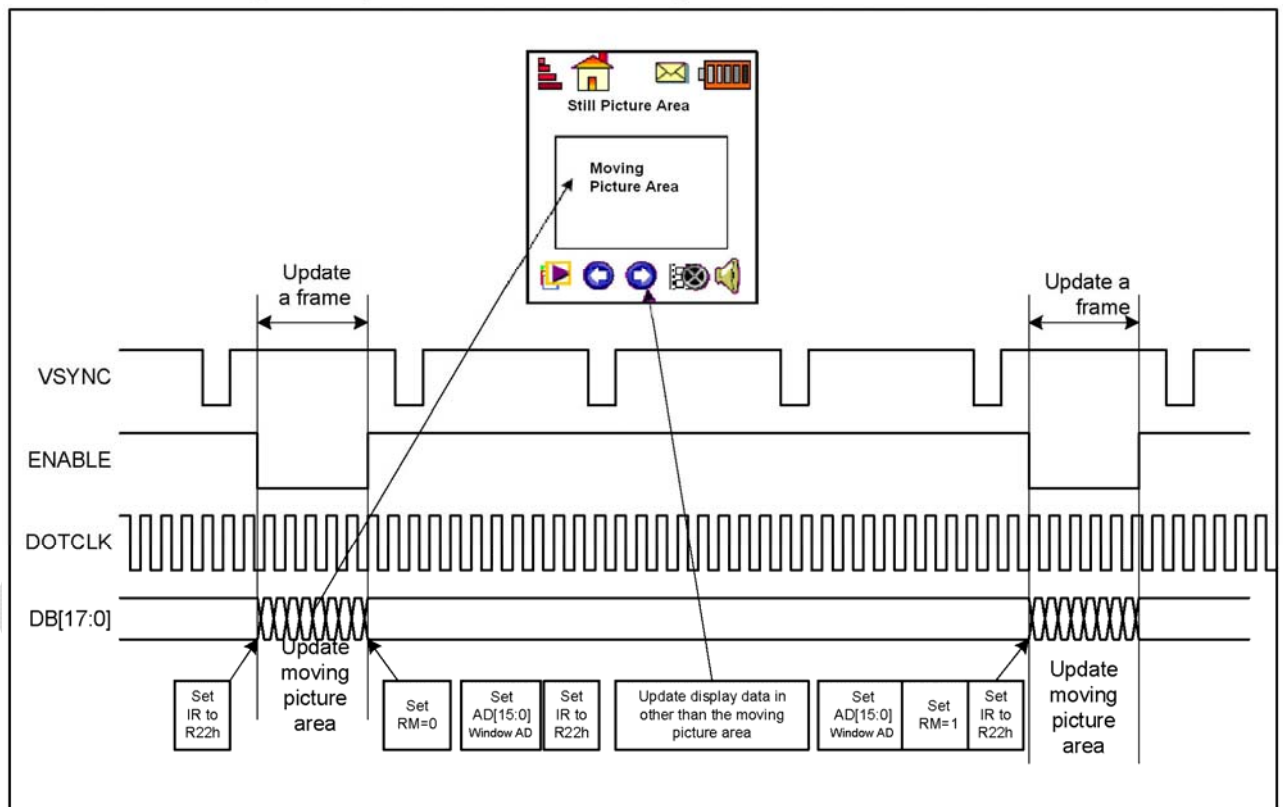 Still Picture Area
Moving
Picture Area
Update
a frame
Update a
frame
VSYNC
ENABLE
DOTCLK
DB[17:0]
Update
moving
picture
area
Set
IR to
R22h
Set
RM=0
Set
AD[15:0]
Window AD
Set
IR to
R22h
Update display data in
other than the moving
picture area
Set
AD[15:0]
Window AD
Set
RM=1
Set
IR to
R22h
Update
moving
picture
area